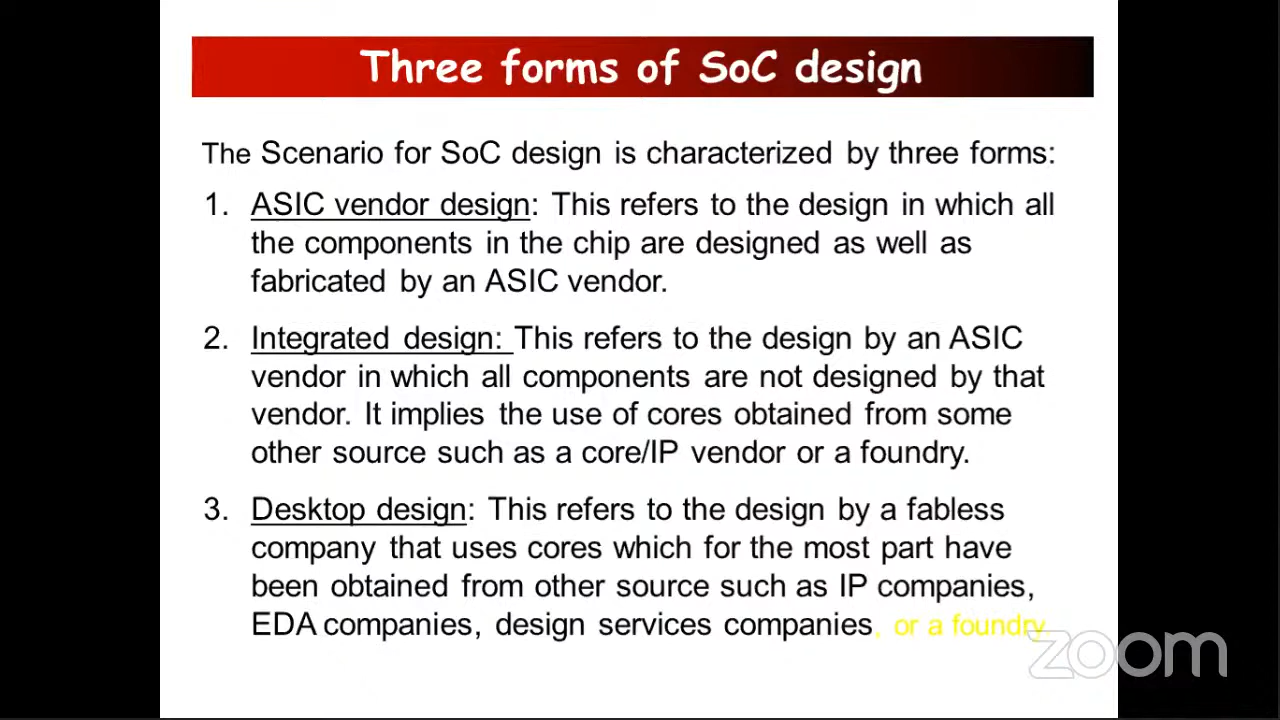 Three forms of SoC design
The Scenario for SoC design is characterized by three forms:
1. ASIC vendor design: This refers to the design in which all
the components in the chip are designed as well as
fabricated by an ASIC vendor.
2. Integrated design: This refers to the design by an ASIC
vendor in which all components are not designed by that
vendor. It implies the use of cores obtained from some
other source such as a core/IP vendor or a foundry.
3. Desktop design: This refers to the design by a fabless
company that uses cores which for the most part have
been obtained from other source such as IP companies,
EDA companies, design services companies, or a foundry
zoom